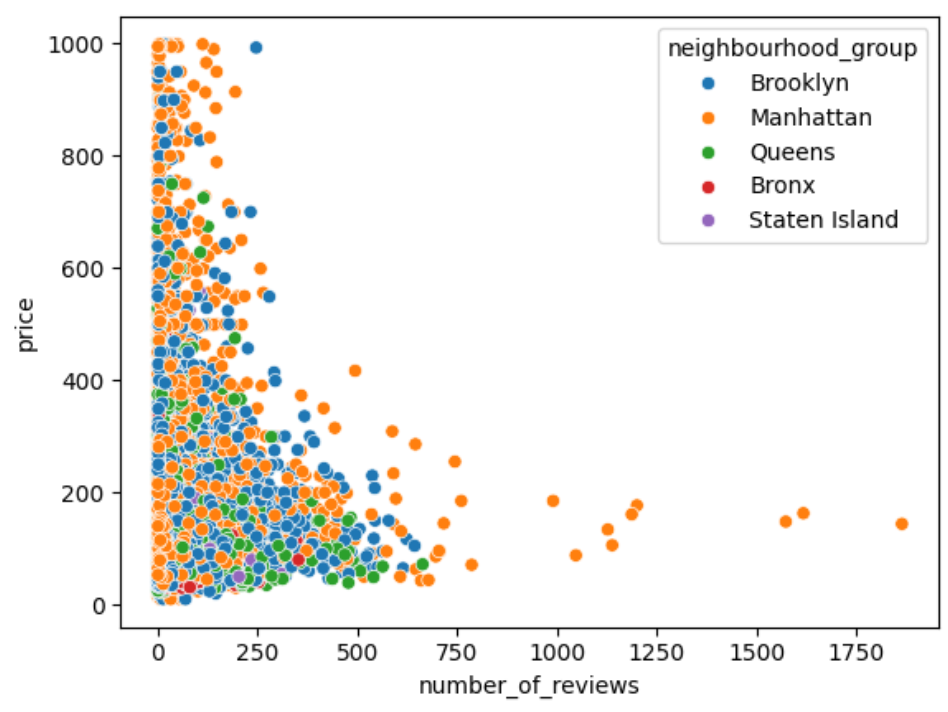 neighbourhood_group
Brooklyn
Manhattan
Queens
Bronx
Staten Island
price
1000
800
600
400
200
0
0 250 500 750 1000 1250 1500 1750
number_of_reviews